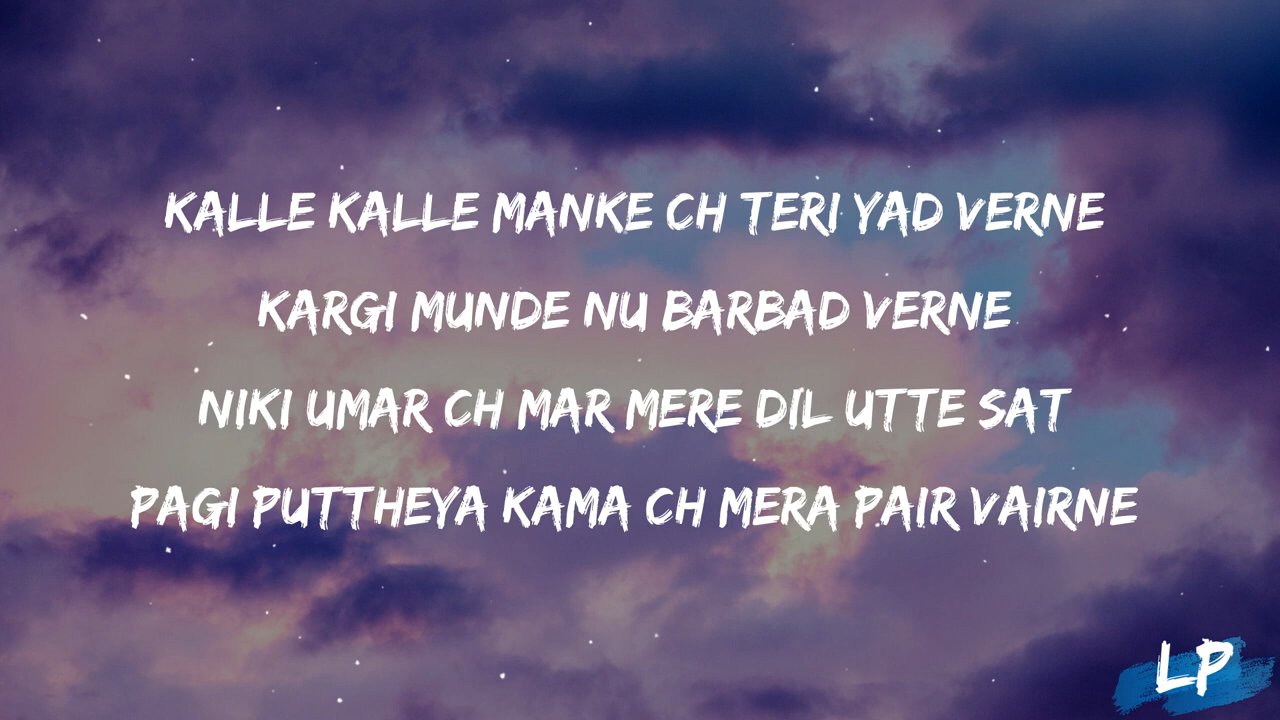 KALLE KALLE MANKE CH TERI YAD VERNE
KARGI MUNDE NU BARBAD VERNE
NIKI UMAR CH MAR MERE DIL UTTE SAT
PAGI PUTTHEYA KAMA CH MERA PAIR VAIRNE
LP